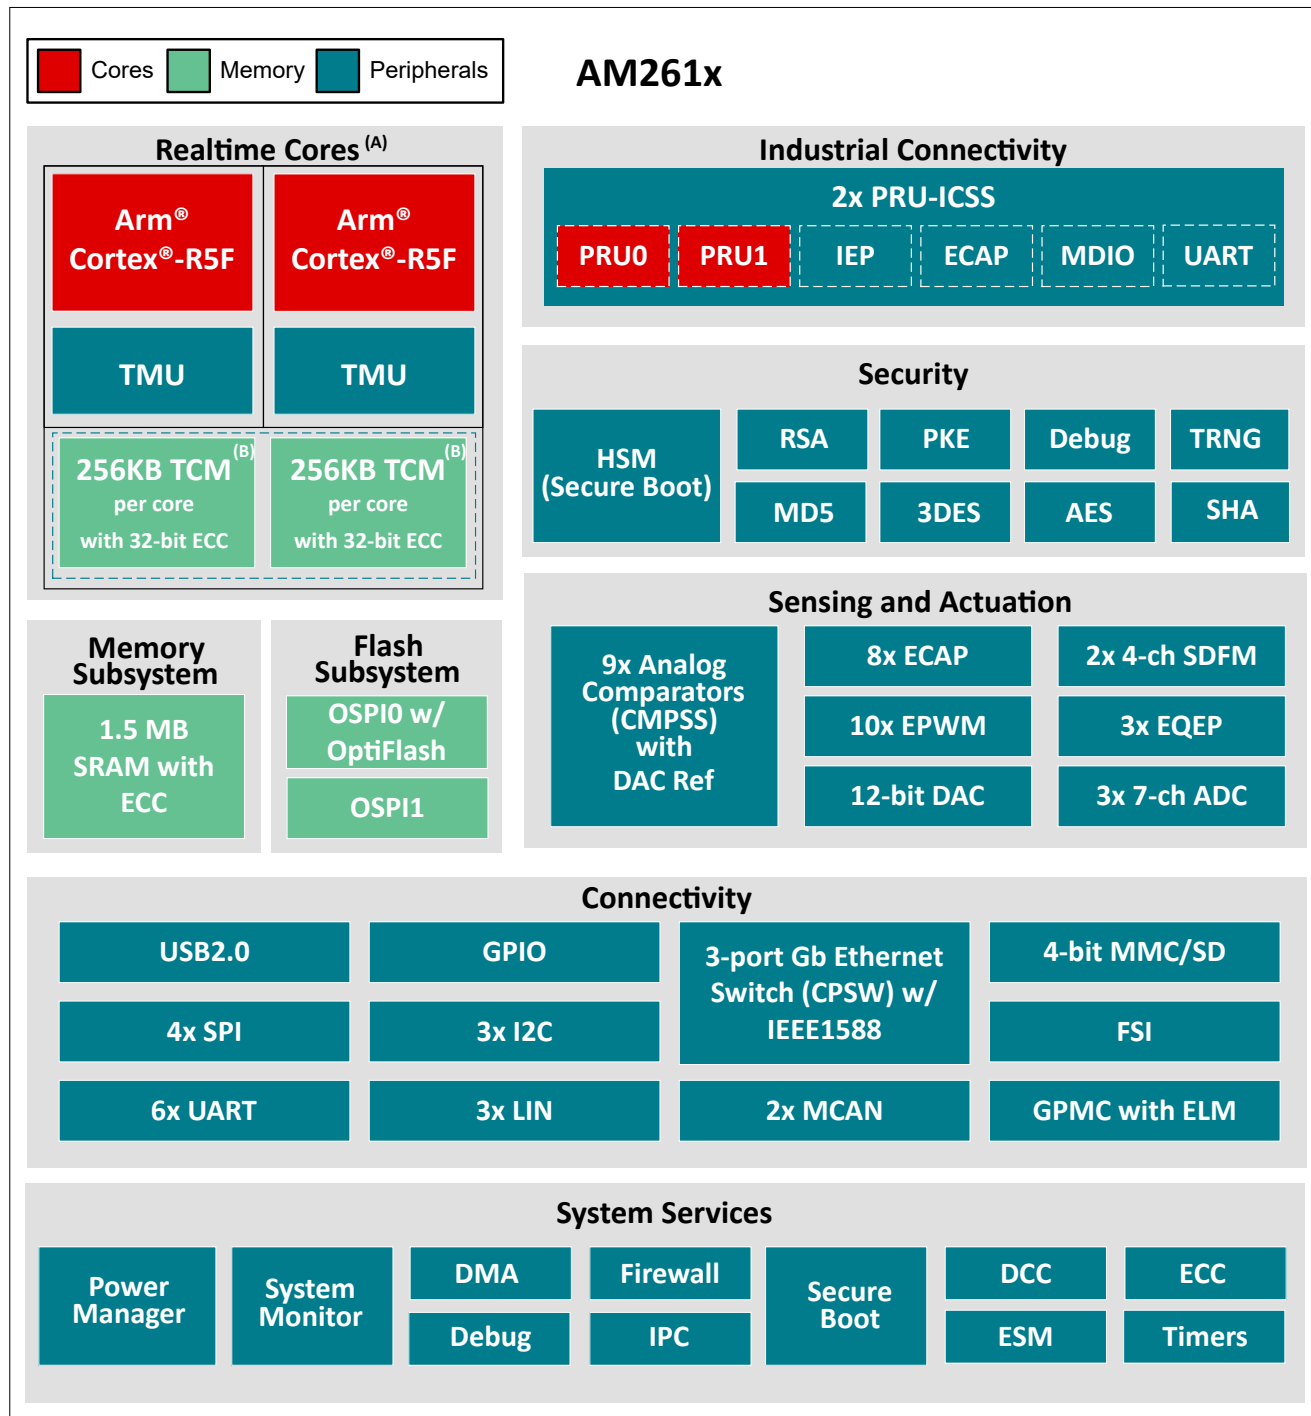 Cores
Memory
Peripherals
AM261x
Realtime Cores (A)
Arm®
Cortex®-R5F
Arm®
Cortex®-R5F
TMU
TMU
256KB TCM (B)
per core
with 32-bit ECC
256KB TCM (B)
per core
with 32-bit ECC
Industrial Connectivity
2x PRU-ICSS
PRU0
PRU1
IEP
ECAP
MDIO
UART
Security
HSM
(Secure Boot)
RSA
PKE
Debug
TRNG
MD5
3DES
AES
SHA
Memory
Subsystem
1.5 MB
SRAM with
ECC
Flash
Subsystem
OSPI0 w/
OptiFlash
OSPI1
Sensing and Actuation
9x Analog
Comparators
(CMPSS)
with
DAC Ref
8x ECAP
2x 4-ch SDFM
10x EPWM
3x EQEP
12-bit DAC
3x 7-ch ADC
Connectivity
USB2.0
GPIO
3-port Gb Ethernet
Switch (CPSW) w/
IEEE1588
4-bit MMC/SD
4x SPI
3x I2C
FSI
6x UART
3x LIN
2x MCAN
GPMC with ELM
System Services
Power
Manager
System
Monitor
DMA
Firewall
Secure
Boot
DCC
ECC
Debug
IPC
ESM
Timers